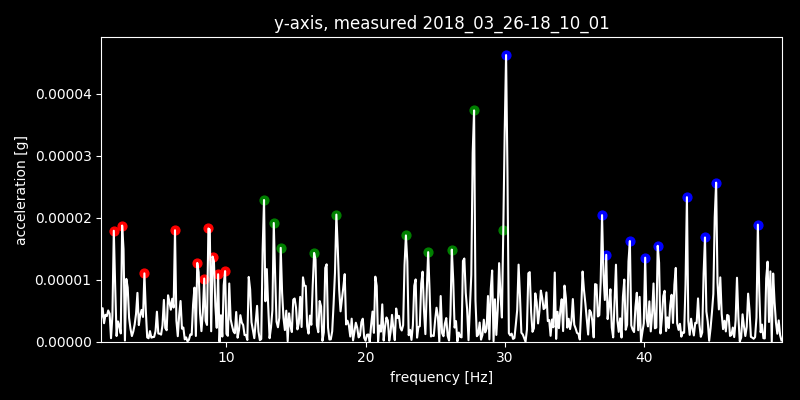 y-axis, measured 2018_03_26-18_10_01
acceleration [g]
0.00004
0.00003
0.00002
0.00001
0.00000
10 20 30 40
frequency [Hz]